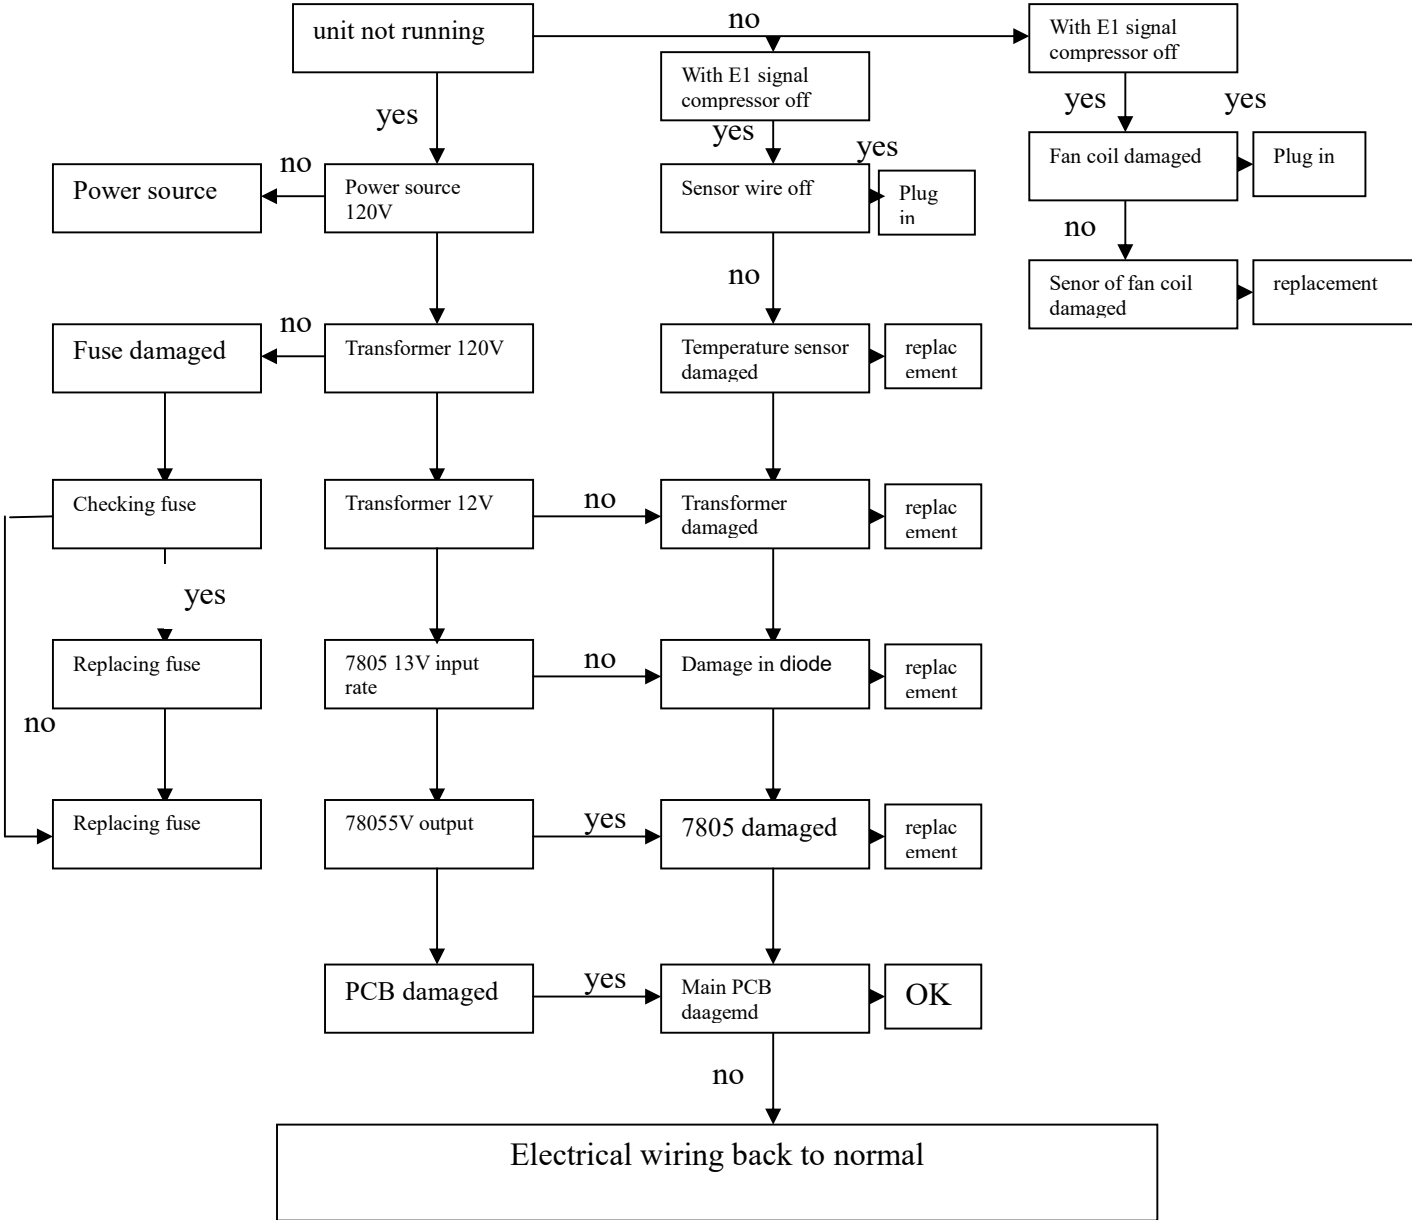 unit not running
no
With E1 signal
compressor off
With E1 signal
compressor off
yes
yes
yes
yes
yes
Power source
no
Power source
120V
Sensor wire off
Plug
in
Fan coil damaged
Plug in
no
no
Senor of fan coil
damaged
replacement
Fuse damaged
no
Transformer 120V
Temperature sensor
damaged
replac
ement
Checking fuse
Transformer 12V
no
Transformer
damaged
replac
ement
yes
Replacing fuse
7805 13V input
rate
no
Damage in diode
replac
ement
no
Replacing fuse
78055V output
yes
7805 damaged
replac
ement
PCB damaged
yes
Main PCB
daagemd
OK
no
Electrical wiring back to normal